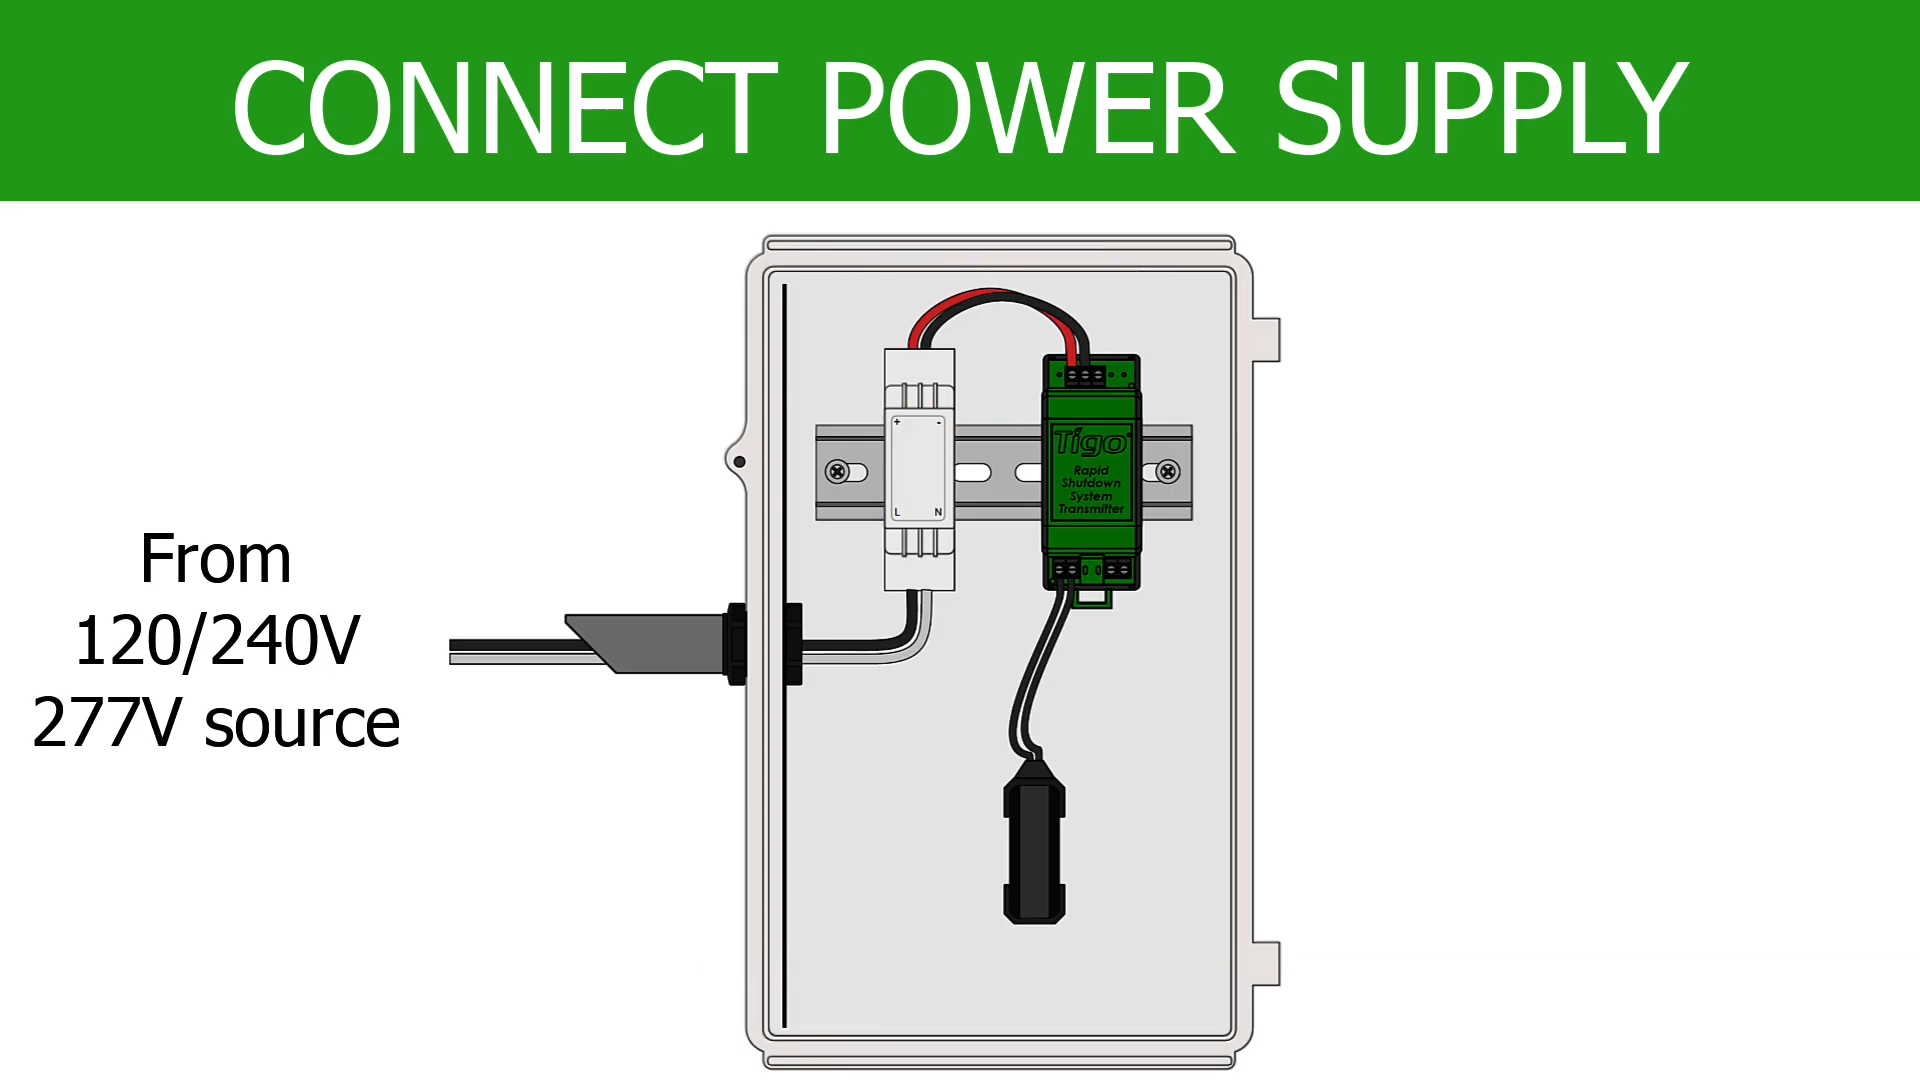 CONNECT POWER SUPPLY
+ -
Tigo
Rapid
Shutdown
System
Transmitter
L N
From
120/240V
277V source